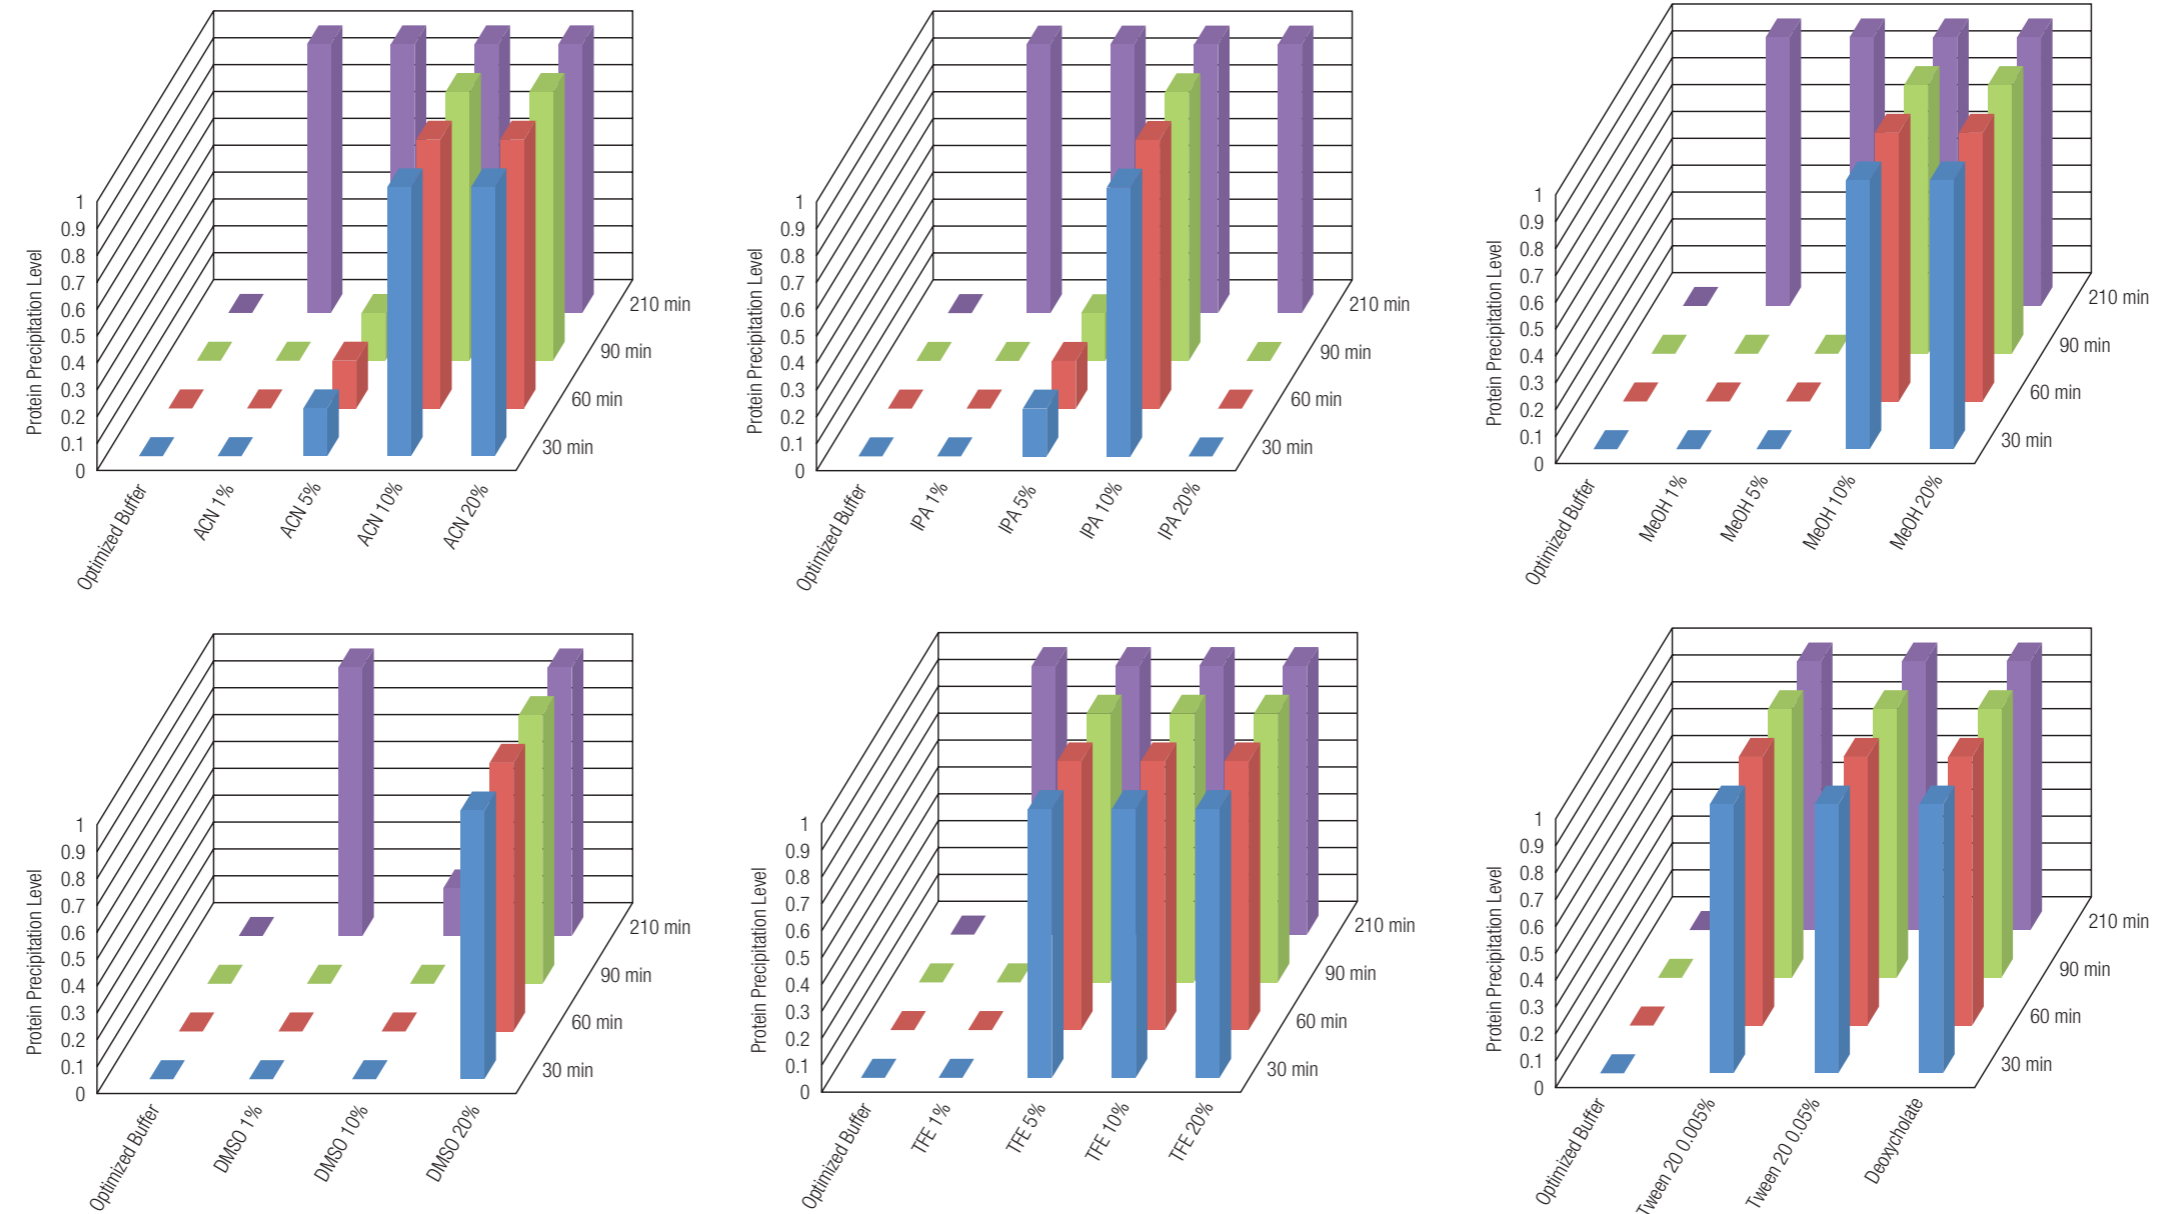 Protein Precipitation Level
1
0.9
0.8
0.7
0.6
0.5
0.4
0.3
0.2
0.1
0
Optimized Buffer
ACN 1%
ACN 5%
ACN 10%
ACN 20%
30 min
60 min
90 min
210 min
Protein Precipitation Level
1
0.9
0.8
0.7
0.6
0.5
0.4
0.3
0.2
0.1
0
Optimized Buffer
IPA 1%
IPA 5%
IPA 10%
IPA 20%
30 min
60 min
90 min
210 min
Protein Precipitation Level
1
0.9
0.8
0.7
0.6
0.5
0.4
0.3
0.2
0.1
0
Optimized Buffer
MeOH 1%
MeOH 5%
MeOH 10%
MeOH 20%
30 min
60 min
90 min
210 min
Protein Precipitation Level
1
0.9
0.8
0.7
0.6
0.5
0.4
0.3
0.2
0.1
0
Optimized Buffer
DMSO 1%
DMSO 10%
DMSO 20%
30 min
60 min
90 min
210 min
Protein Precipitation Level
1
0.9
0.8
0.7
0.6
0.5
0.4
0.3
0.2
0.1
0
Optimized Buffer
TFE 1%
TFE 5%
TFE 10%
TFE 20%
30 min
60 min
90 min
210 min
Protein Precipitation Level
1
0.9
0.8
0.7
0.6
0.5
0.4
0.3
0.2
0.1
0
Optimized Buffer
Tween 20 0.005%
Tween 20 0.05%
Deoxycholate
30 min
60 min
90 min
210 min